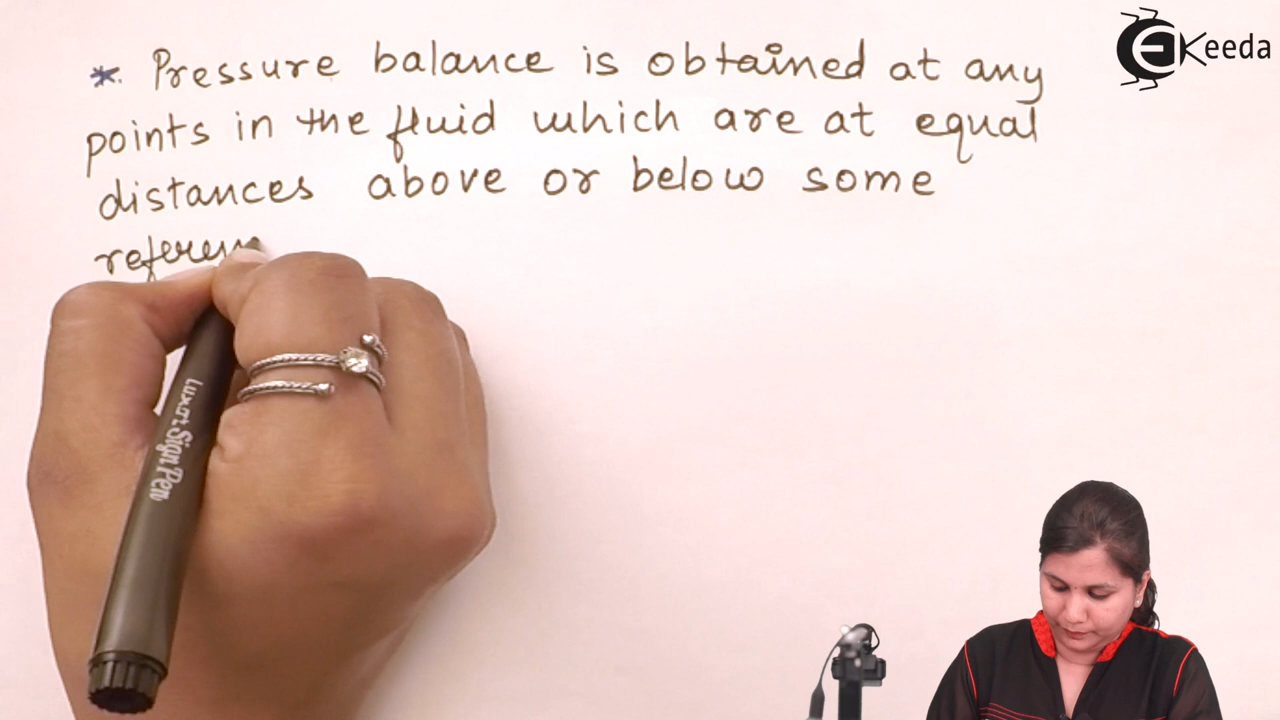 *. Pressure balance is obtained at any
points in the fluid which are at equal
distances above or below some
Keeda
Luxor Sign Pen